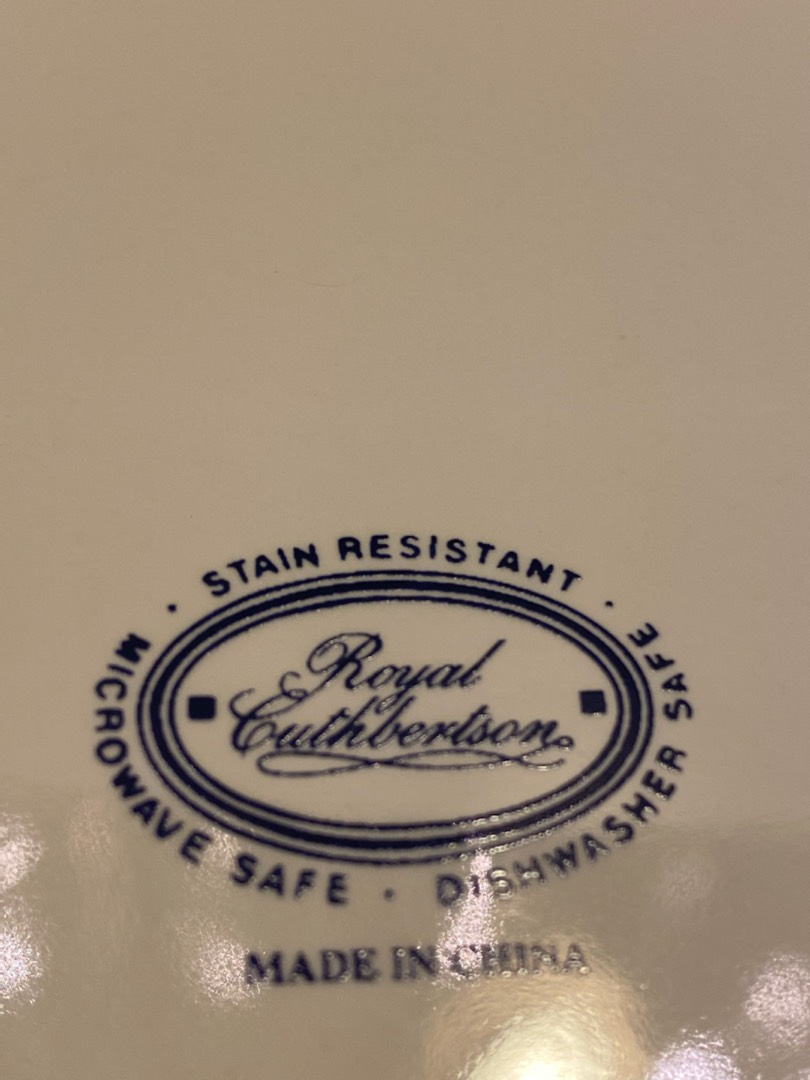 · STAIN RESISTANT ·
Royal
Cuthbertson
MICROWAVE SAFE · DISHWASHER SAFE
MADE IN CHINA